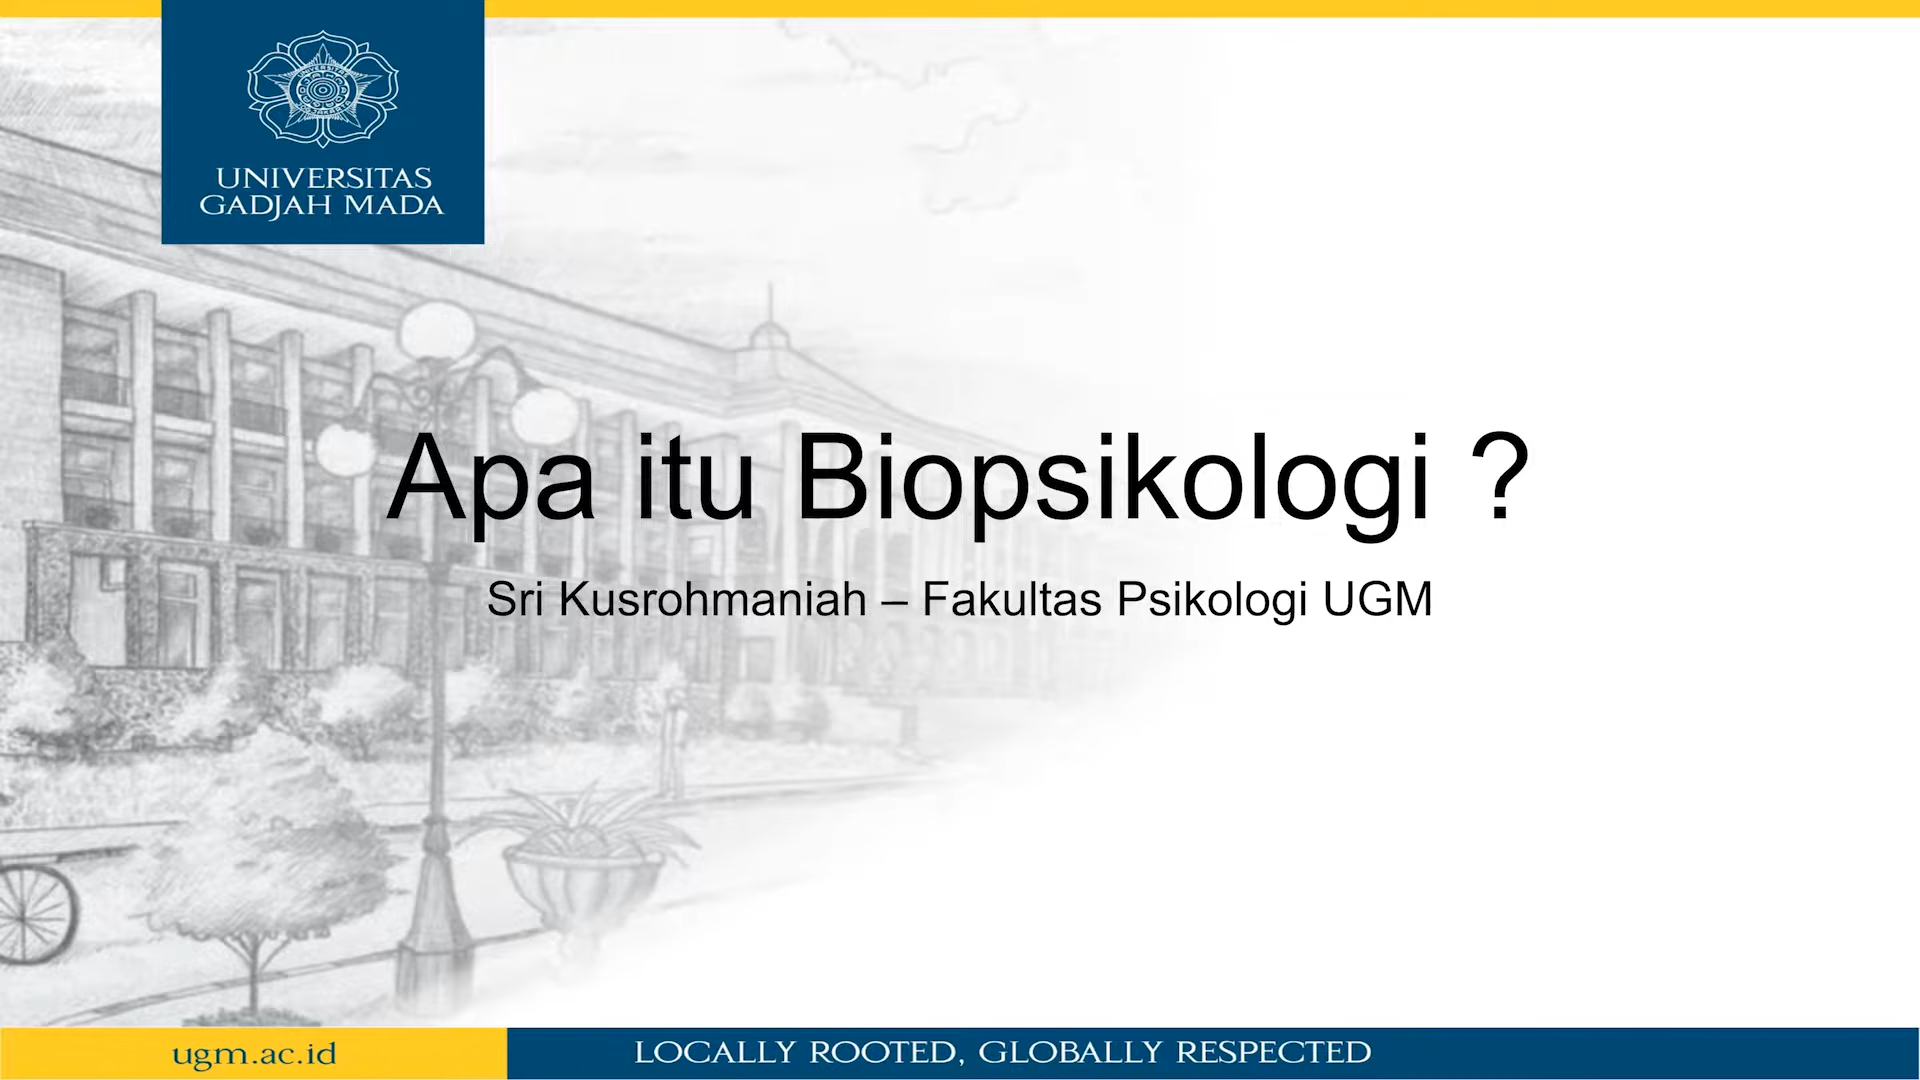 UNIVERSITAS
GADJAH MADA
Apa itu Biopsikologi ?
Sri Kusrohmaniah – Fakultas Psikologi UGM
ugm.ac.id
LOCALLY ROOTED, GLOBALLY RESPECTED